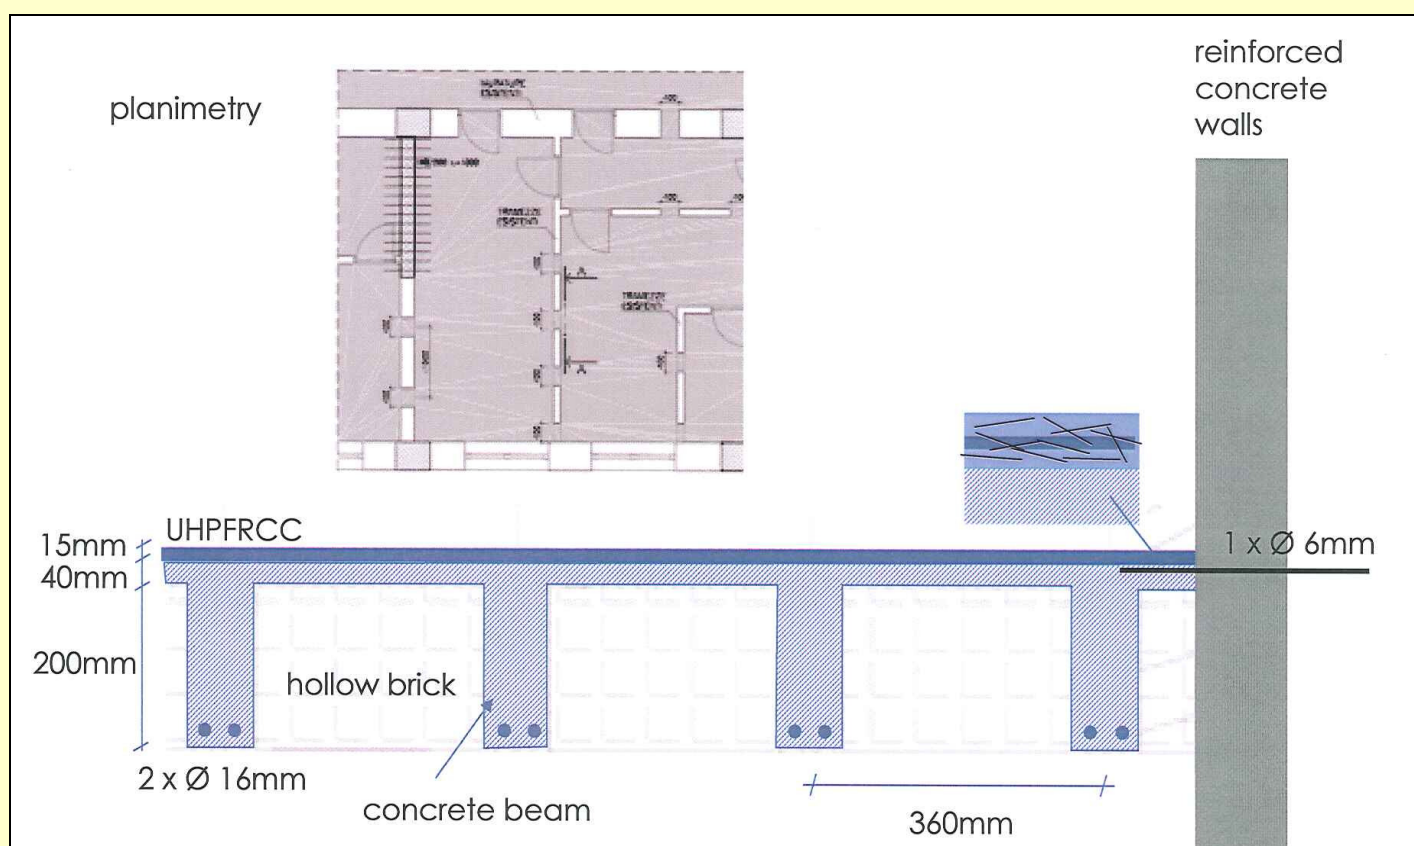 planimetry
reinforced
concrete
walls
UHPFRCC
15mm
40mm
1 x Ø 6mm
200mm
hollow brick
2 x Ø 16mm
concrete beam
360mm